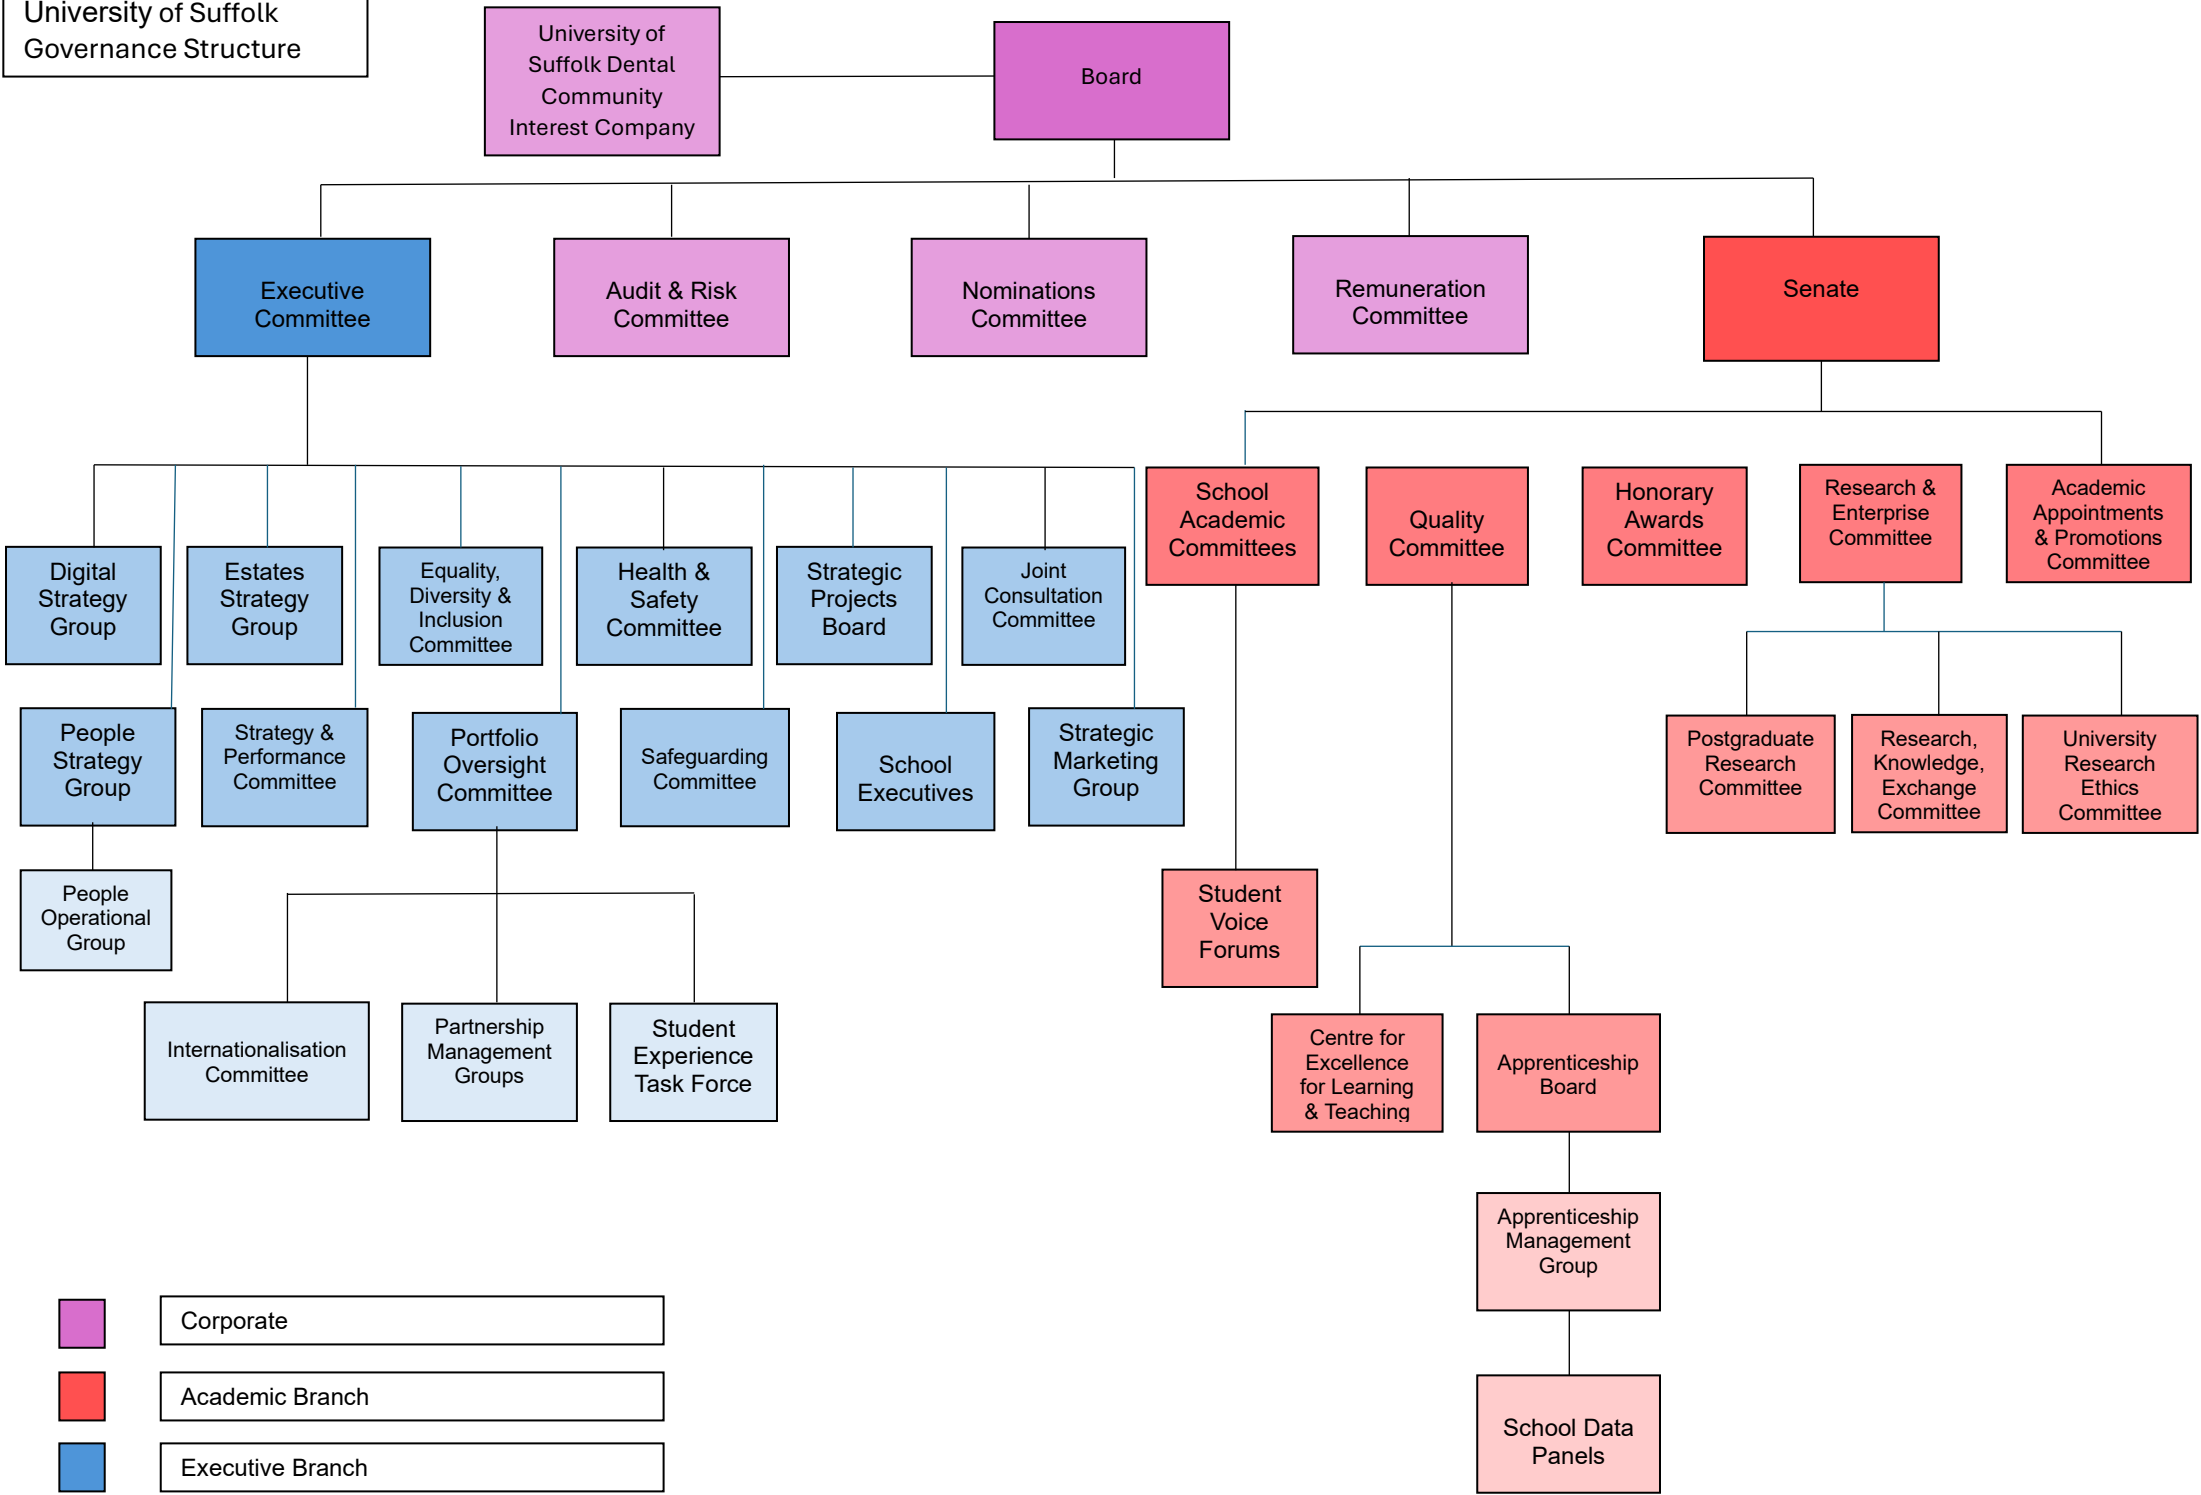 University of Suffolk
Governance Structure
University of
Suffolk Dental
Community
Interest Company
Board
Executive
Committee
Audit & Risk
Committee
Nominations
Committee
Remuneration
Committee
Senate
School
Academic
Committees
Quality
Committee
Honorary
Awards
Committee
Research &
Enterprise
Committee
Academic
Appointments
& Promotions
Committee
Digital
Strategy
Group
Estates
Strategy
Group
Equality,
Diversity &
Inclusion
Committee
Health &
Safety
Committee
Strategic
Projects
Board
Joint
Consultation
Committee
People
Strategy
Group
Strategy &
Performance
Committee
Portfolio
Oversight
Committee
Safeguarding
Committee
School
Executives
Strategic
Marketing
Group
Postgraduate
Research
Committee
Research,
Knowledge,
Exchange
Committee
University
Research
Ethics
Committee
People
Operational
Group
Student
Voice
Forums
Internationalisation
Committee
Partnership
Management
Groups
Student
Experience
Task Force
Centre for
Excellence
for Learning
& Teaching
Apprenticeship
Board
Apprenticeship
Management
Group
School Data
Panels
Corporate
Academic Branch
Executive Branch